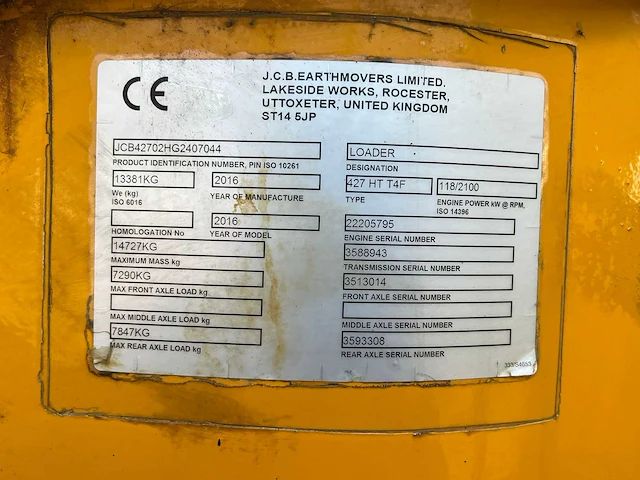 CE
J.C.B.EARTHMOVERS LIMITED.
LAKESIDE WORKS, ROCESTER,
UTTOXETER, UNITED KINGDOM
ST14 5JP
JCB42702HG2407044
PRODUCT IDENTIFICATION NUMBER, PIN ISO 10261
13381KG
We (kg)
ISO 6016
2016
YEAR OF MANUFACTURE
HOMOLOGATION No
2016
YEAR OF MODEL
14727KG
MAXIMUM MASS kg
7290KG
MAX FRONT AXLE LOAD kg
MAX MIDDLE AXLE LOAD kg
7847KG
MAX REAR AXLE LOAD kg
LOADER
DESIGNATION
427 HT T4F
TYPE
118/2100
ENGINE POWER kW @ RPM,
ISO 14396
22205795
ENGINE SERIAL NUMBER
3568943
TRANSMISSION SERIAL NUMBER
3513014
FRONT AXLE SERIAL NUMBER
MIDDLE AXLE SERIAL NUMBER
3593308
REAR AXLE SERIAL NUMBER